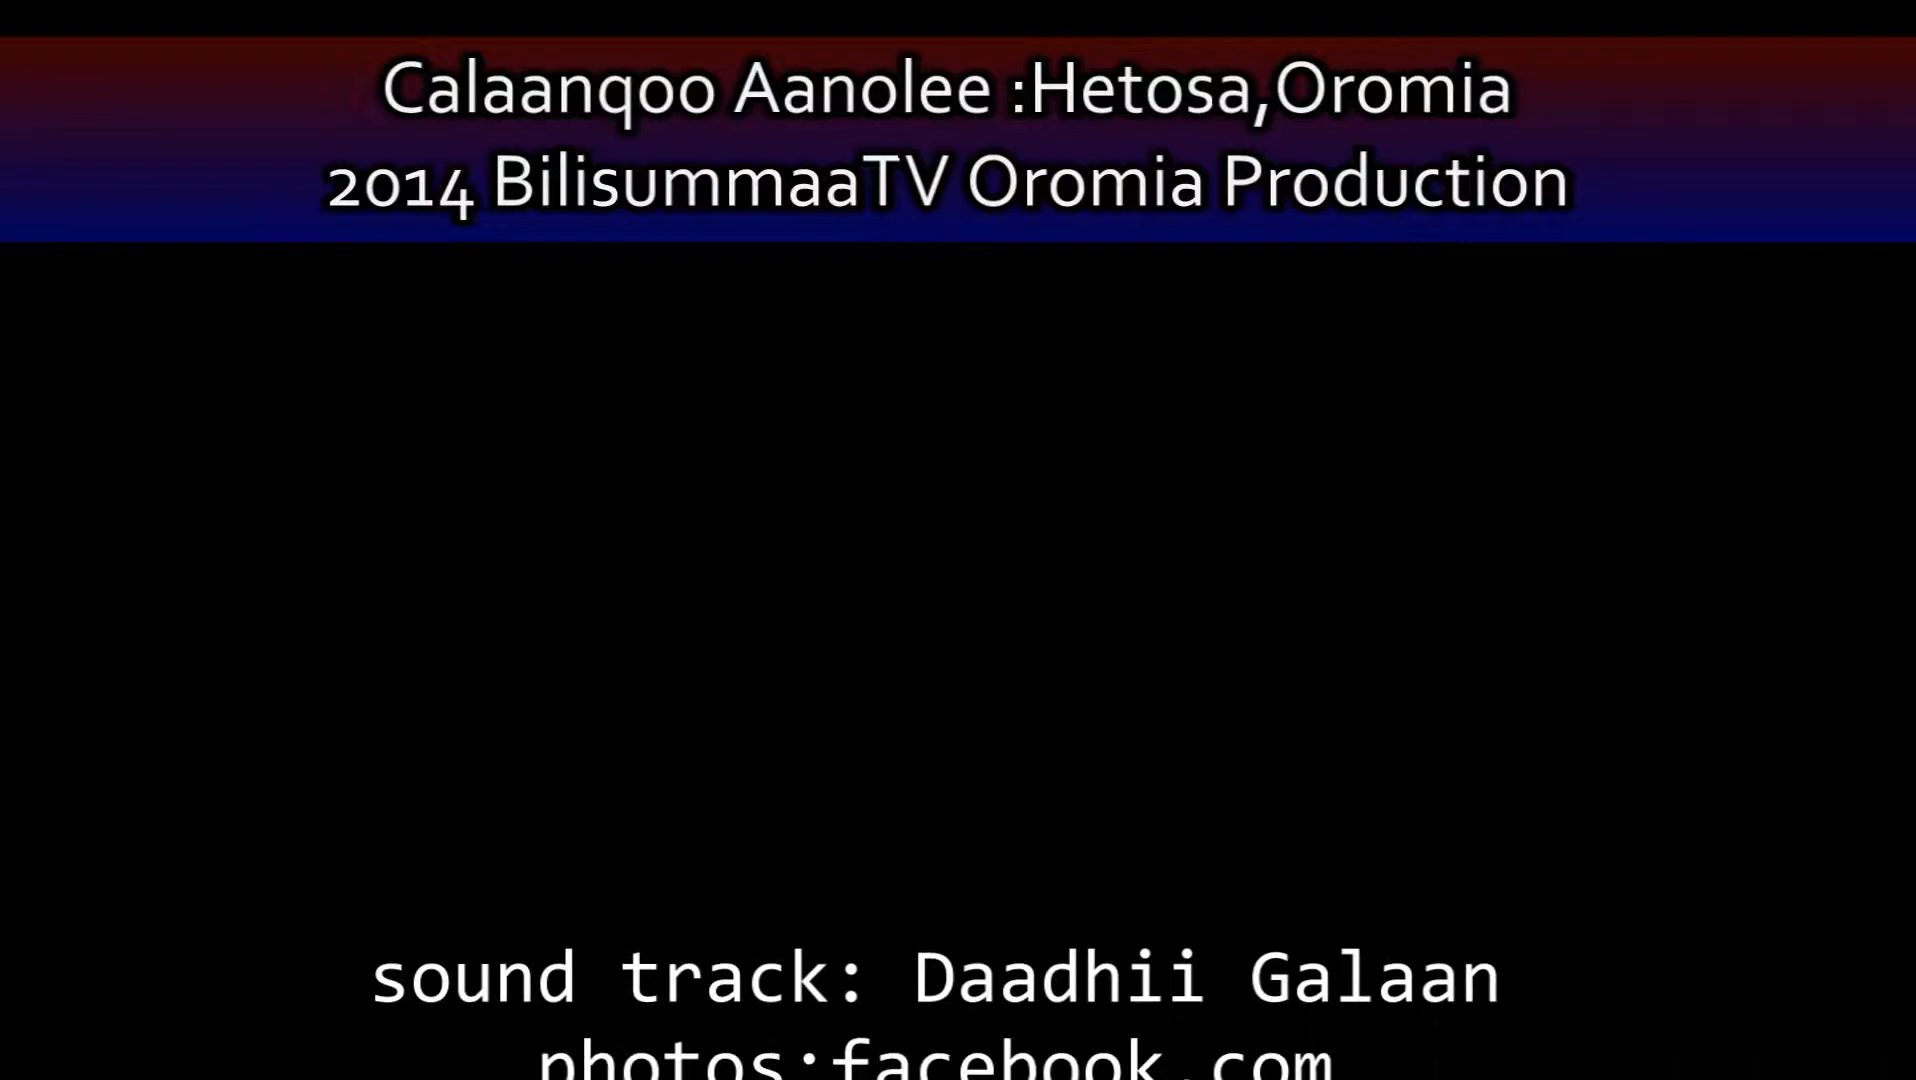 Calaanqoo Aanolee :Hetosa,Oromia
2014 BilisummaaTV Oromia Production
sound track: Daadhii Galaan
photos:facebook.com